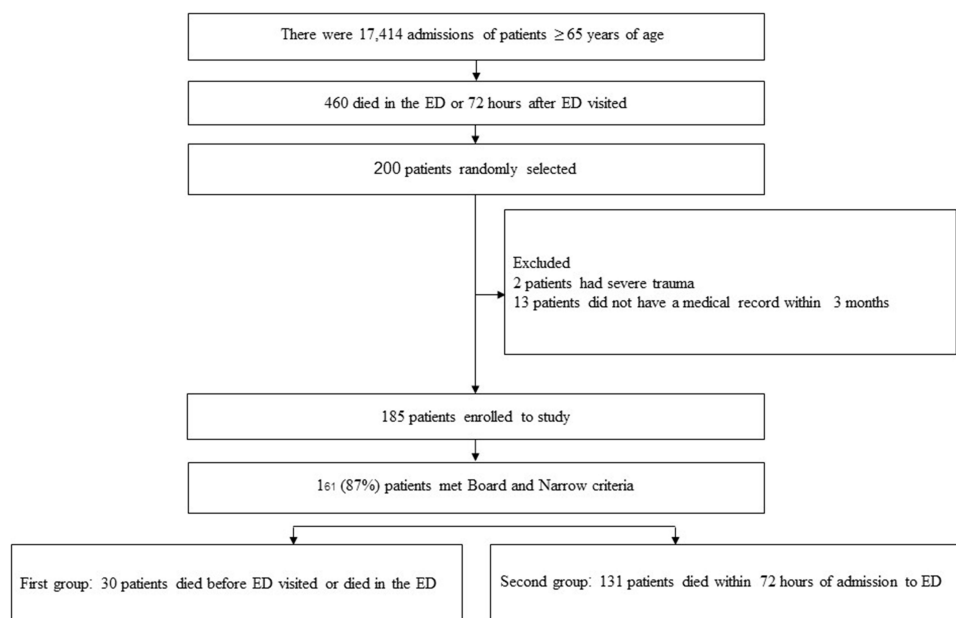 There were 17,414 admissions of patients ≥65 years of age
460 died in the ED or 72 hours after ED visited
200 patients randomly selected
Excluded
2 patients had severe trauma
13 patients did not have a medical record within 3 months
185 patients enrolled to study
161 (87%) patients met Board and Narrow criteria
First group: 30 patients died before ED visited or died in the ED
Second group: 131 patients died within 72 hours of admission to ED